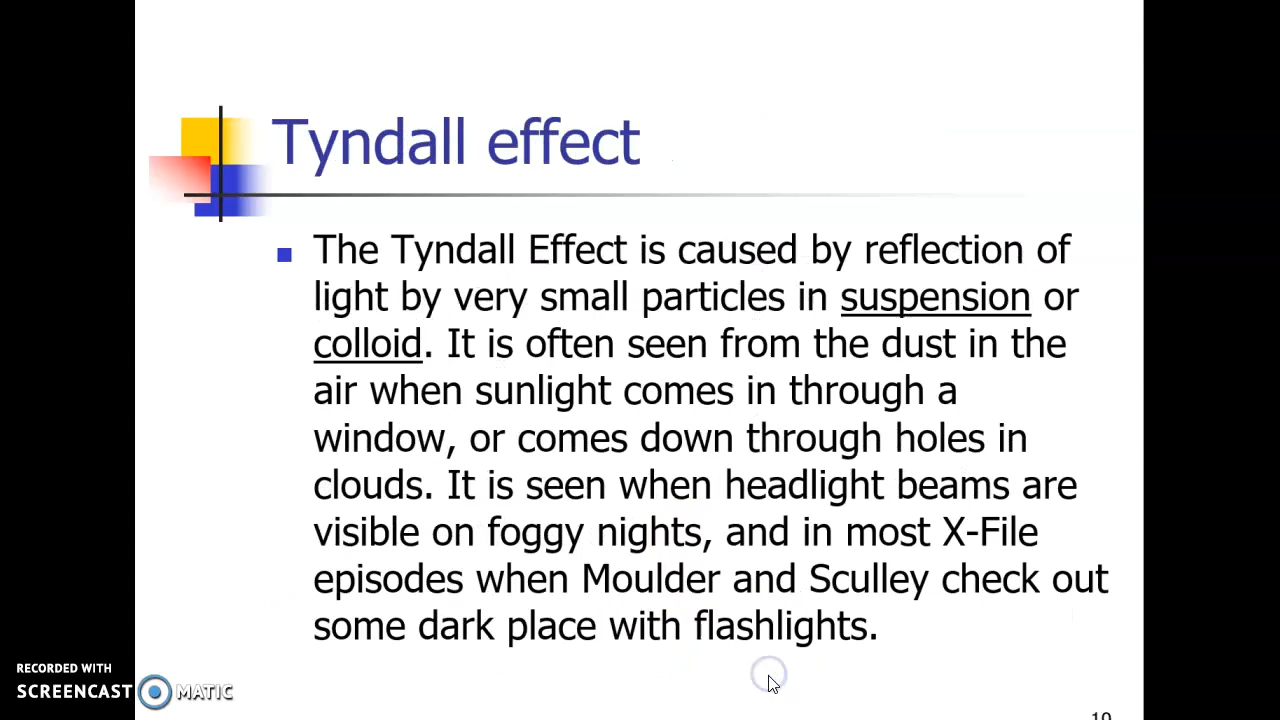 Tyndall effect
The Tyndall Effect is caused by reflection of
light by very small particles in suspension or
colloid. It is often seen from the dust in the
air when sunlight comes in through a
window, or comes down through holes in
clouds. It is seen when headlight beams are
visible on foggy nights, and in most X-File
episodes when Moulder and Sculley check out
some dark place with flashlights.
RECORDED WITH
SCREENCAST MATIC